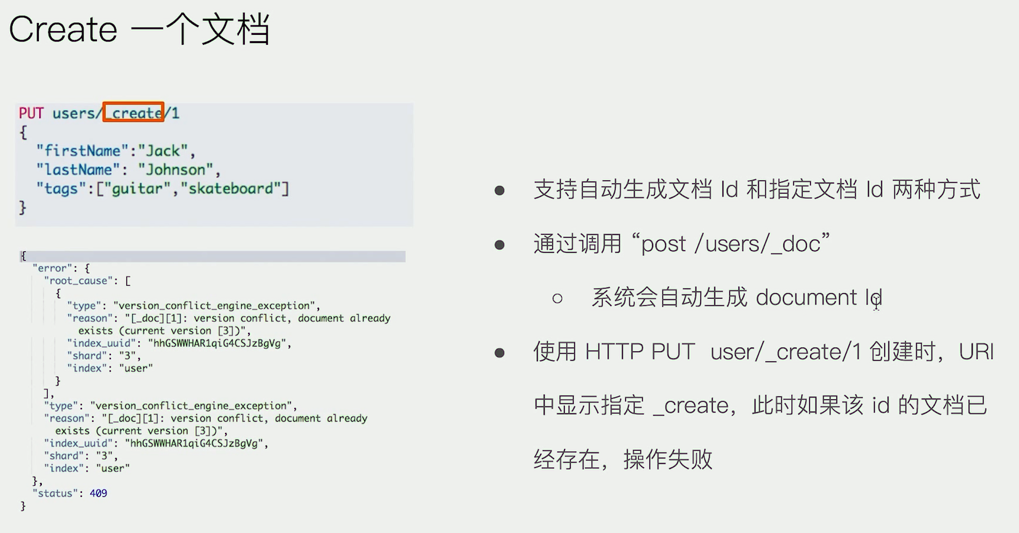 Create 一个文档
PUT users/_create/1
{
"firstName":"Jack",
"lastName": "Johnson",
"tags":["guitar","skateboard"]
}
{
"error": {
"root_cause": [
{
"type": "version_conflict_engine_exception",
"reason": "[_doc][1]: version conflict, document already
exists (current version [3])",
"index_uuid": "hhGSWWHAR1qiG4CSJzBgVg",
"shard": "3",
"index": "user"
}
],
"type": "version_conflict_engine_exception",
"reason": "[_doc][1]: version conflict, document already
exists (current version [3])",
"index_uuid": "hhGSWWHAR1qiG4CSJzBgVg",
"shard": "3",
"index": "user"
},
"status": 409
}
● 支持自动生成文档 Id 和指定文档 Id 两种方式
● 通过调用 “post /users/_doc”
○ 系统会自动生成 document Id
● 使用 HTTP PUT user/_create/1 创建时，URI
中显示指定 _create，此时如果该 id 的文档已
经存在，操作失败